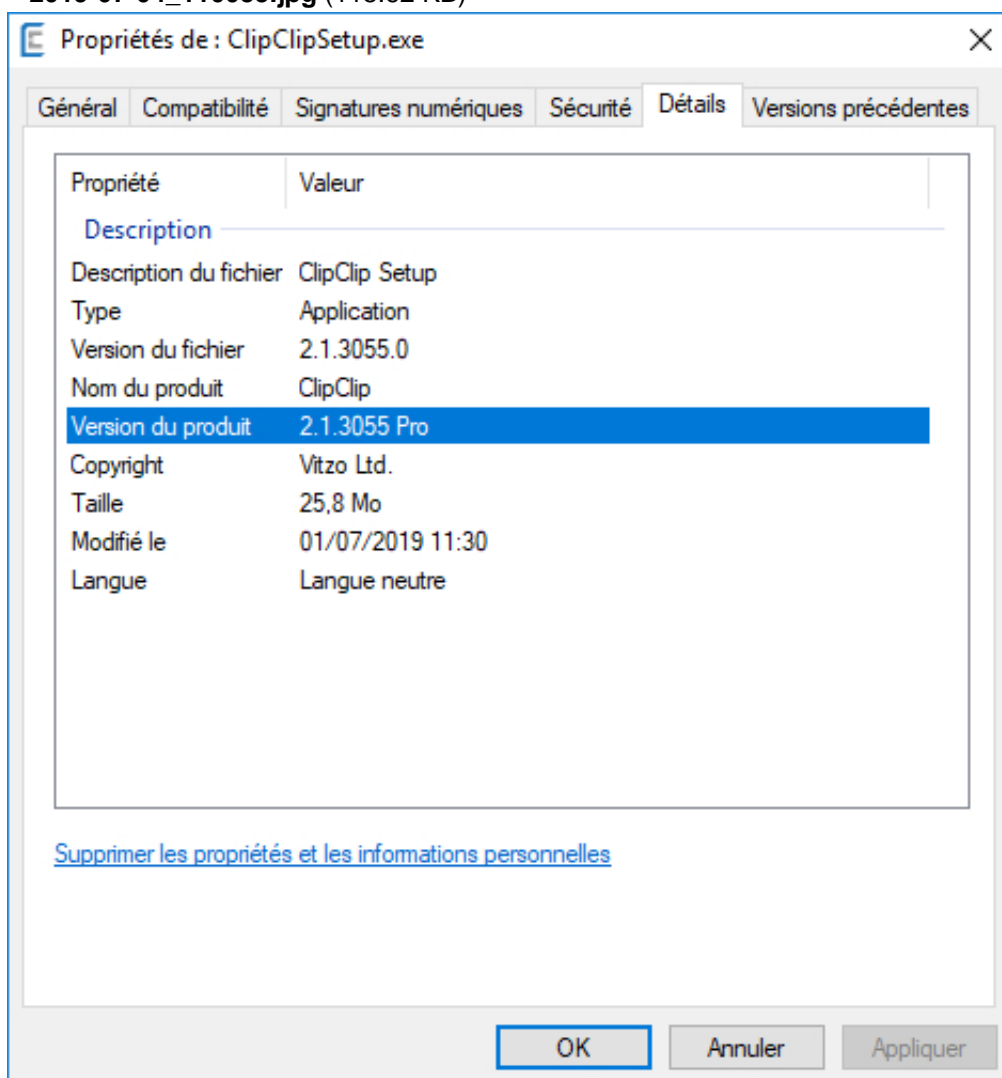 Propriétés de : ClipClipSetup.exe
Général Compatibilité Signatures numériques Sécurité Détails Versions précédentes
Propriété Valeur
Description
Description du fichier ClipClip Setup
Type Application
Version du fichier 2.1.3055.0
Nom du produit ClipClip
Version du produit 2.1.3055 Pro
Copyright Vitzo Ltd.
Taille 25,8 Mo
Modifié le 01/07/2019 11:30
Langue Langue neutre
Supprimer les propriétés et les informations personnelles
OK Annuler Appliquer